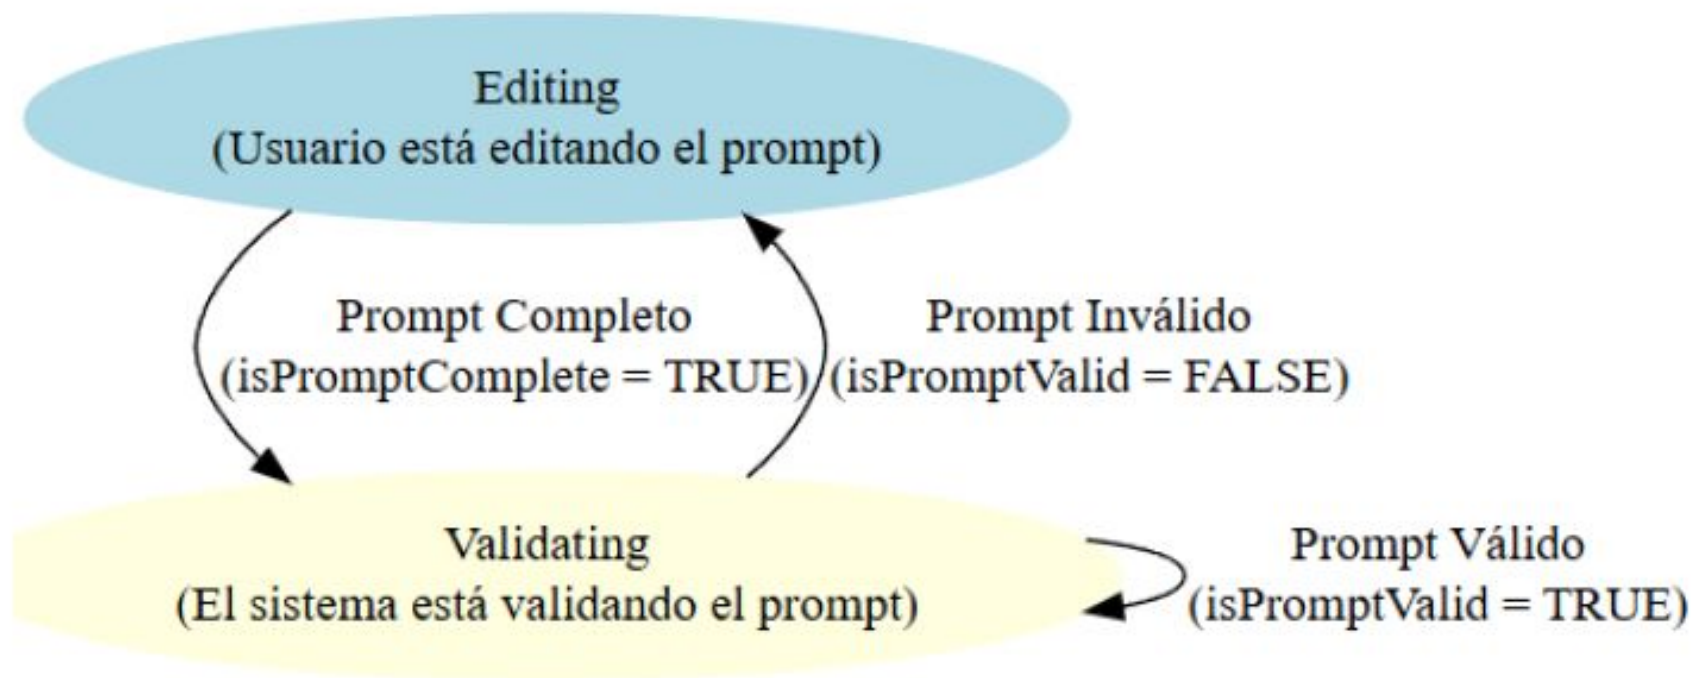 Editing
(Usuario está editando el prompt)
Prompt Completo
(isPromptComplete = TRUE)
Prompt Inválido
(isPromptValid = FALSE)
Validating
(El sistema está validando el prompt)
Prompt Válido
(isPromptValid = TRUE)